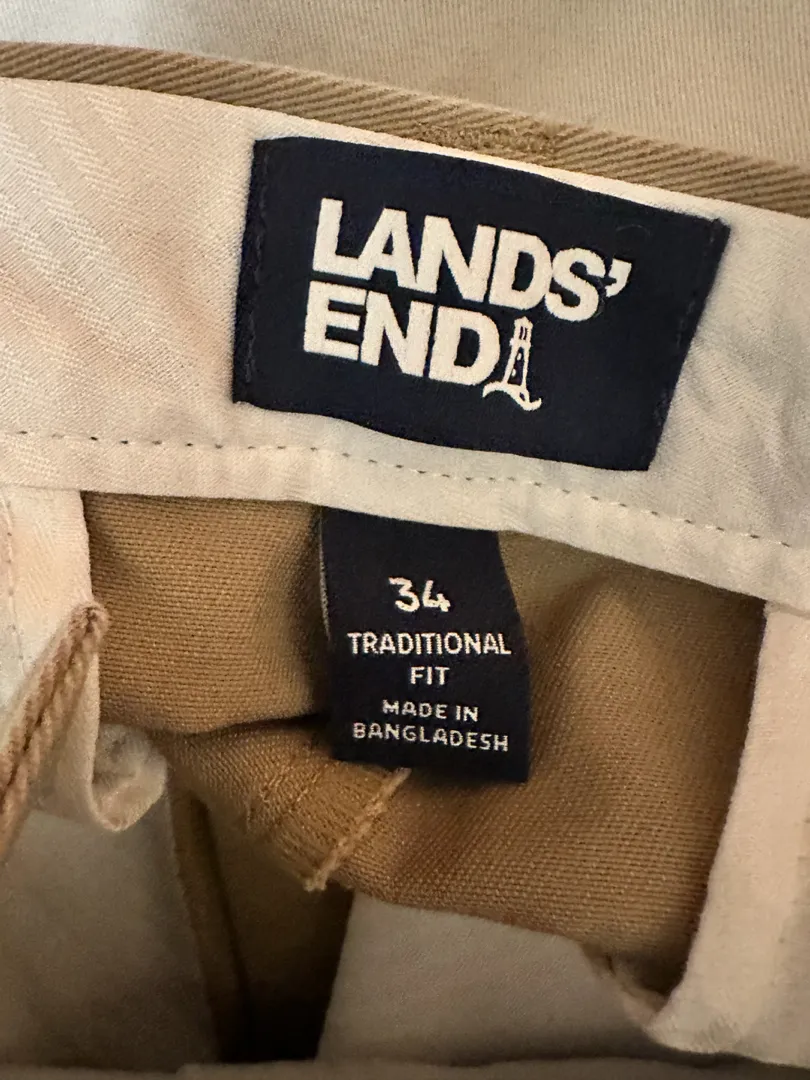 LANDS'
END
34
TRADITIONAL
FIT
MADE IN
BANGLADESH